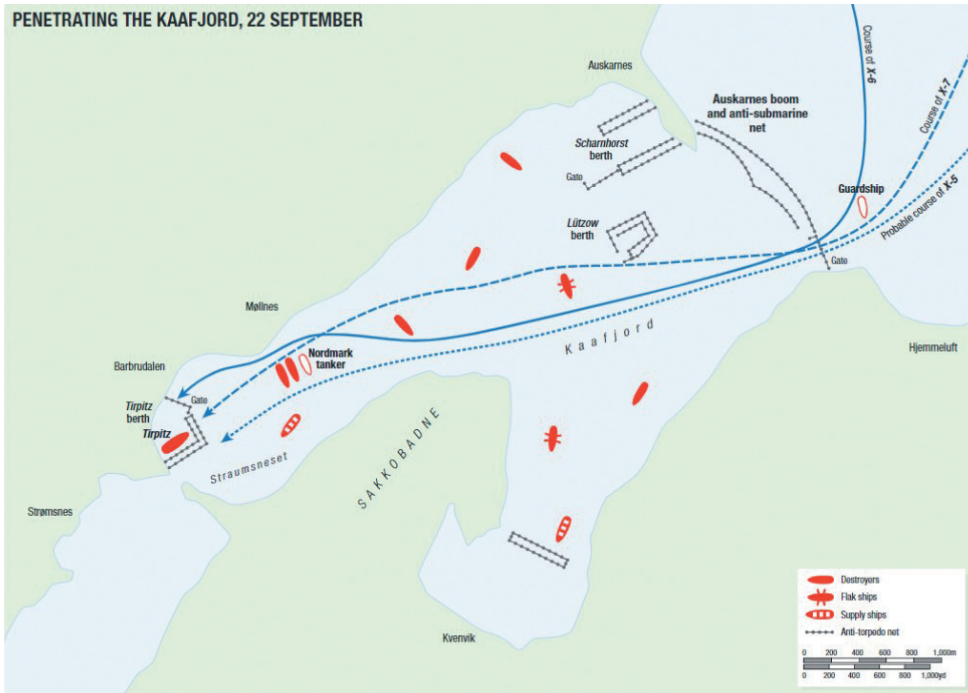 PENETRATING THE KAAFJORD, 22 SEPTEMBER
Course of X-6
Course of X-7
Probable course of X-5
Auskarnes
Auskarnes boom
and anti-submarine
net
Scharnhorst
berth
Gate
Guardship
Lützow
berth
Gate
Møllnes
Kaafjord
Hjemmeluft
Nordmark
tanker
Barbrudalen
Gate
Tirpitz
berth
Tirpitz
Straumsneset
SAKKOBADNE
Strømsnes
Kvenvik
Destroyers
Flak ships
Supply ships
Anti-torpedo net
0 200 400 600 800 1,000m
0 200 400 600 800 1,000yd